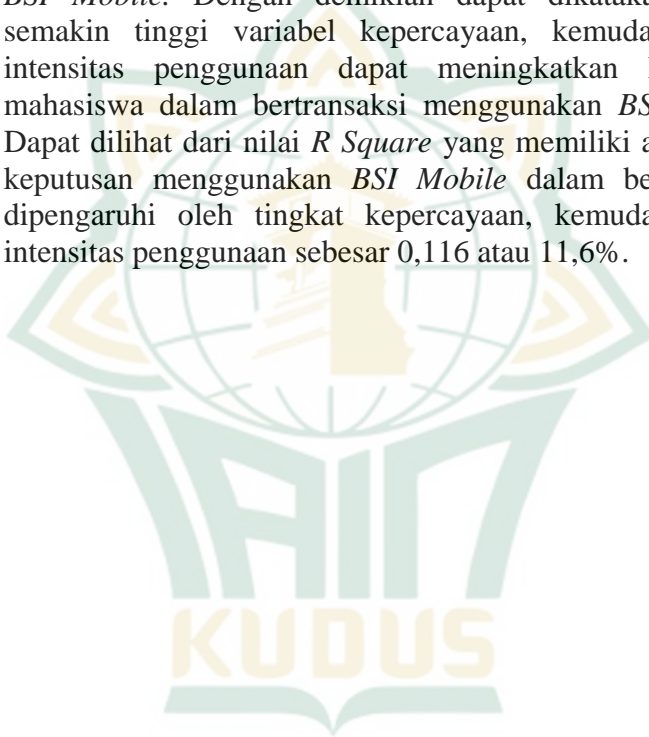 BSI Mobile. Dengan demikian dapat dikataka
semakin tinggi variabel kepercayaan, kemuda
intensitas penggunaan dapat meningkatkan
mahasiswa dalam bertransaksi menggunakan BS
Dapat dilihat dari nilai R Square yang memiliki a
keputusan menggunakan BSI Mobile dalam be
dipengaruhi oleh tingkat kepercayaan, kemuda
intensitas penggunaan sebesar 0,116 atau 11,6%.
IAIN
KUDUS